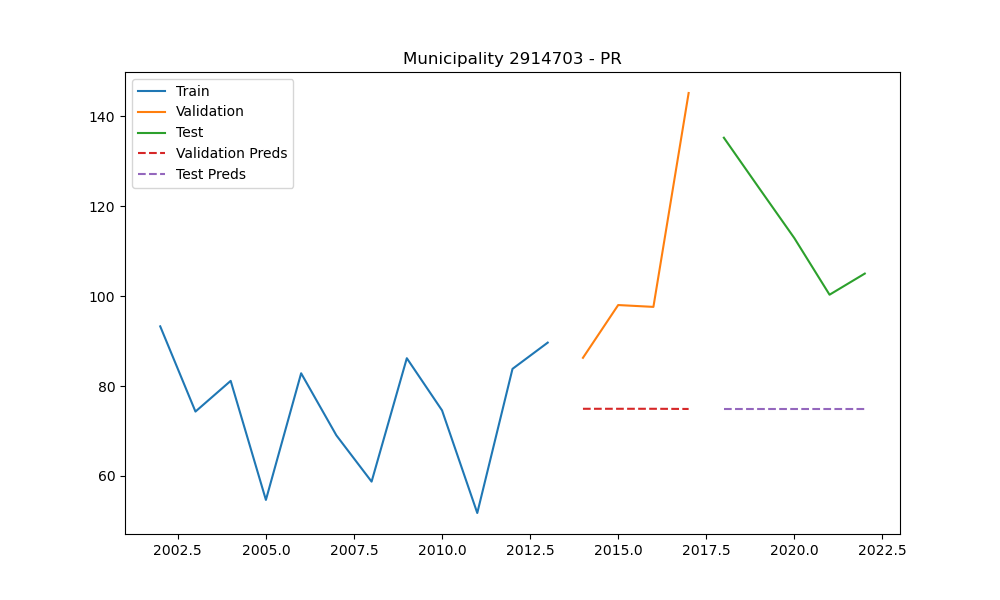 Municipality 2914703 - PR
Train
Validation
Test
Validation Preds
Test Preds
140
120
100
80
60
2002.5 2005.0 2007.5 2010.0 2012.5 2015.0 2017.5 2020.0 2022.5